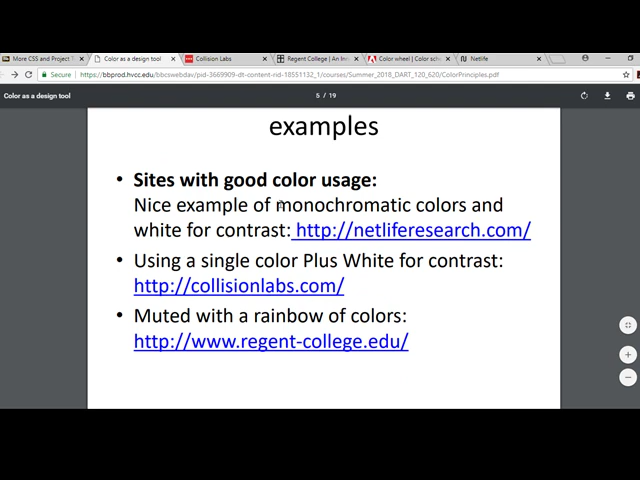 More CSS and Project T
Color as a design tool
Collision Labs
Regent College | An Inn
Color wheel | Color sch
Netlife
Secure
https://bbprod.hvcc.edu/bbcswebdav/pid-3669909-dt-content-rid-18551132_1/courses/Summer_2018_DART_120_620/ColorPrinciples.pdf
Color as a design tool
5 / 19
examples
• Sites with good color usage:
Nice example of monochromatic colors and
white for contrast: http://netliferesearch.com/
• Using a single color Plus White for contrast:
http://collisionlabs.com/
• Muted with a rainbow of colors:
http://www.regent-college.edu/